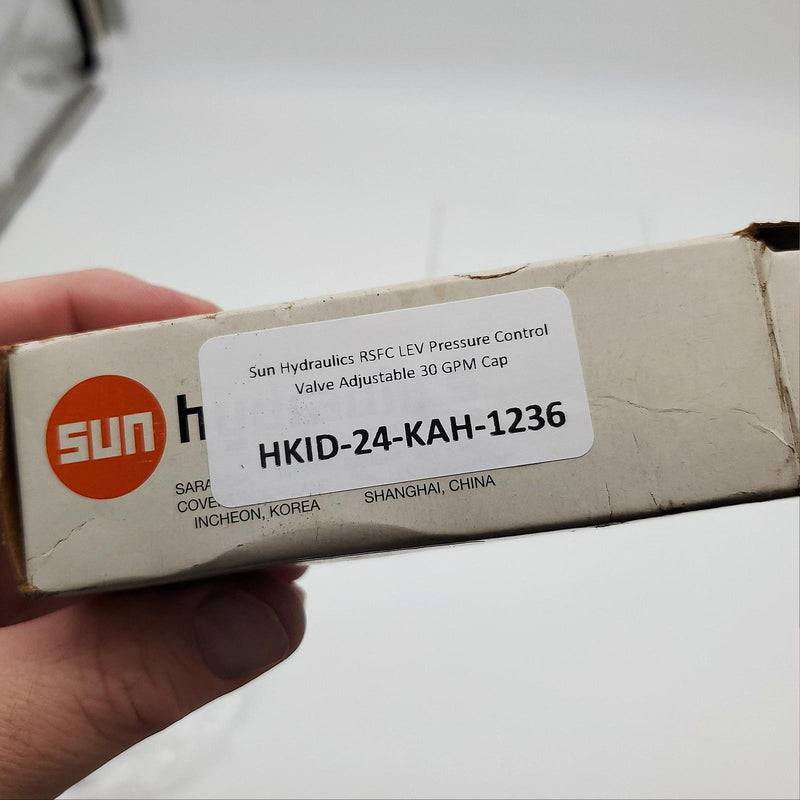 Sun Hydraulics RSFC LEV Pressure Control
Valve Adjustable 30 GPM Cap
HKID-24-KAH-1236
sun
INCHEON, KOREA
SHANGHAI, CHINA